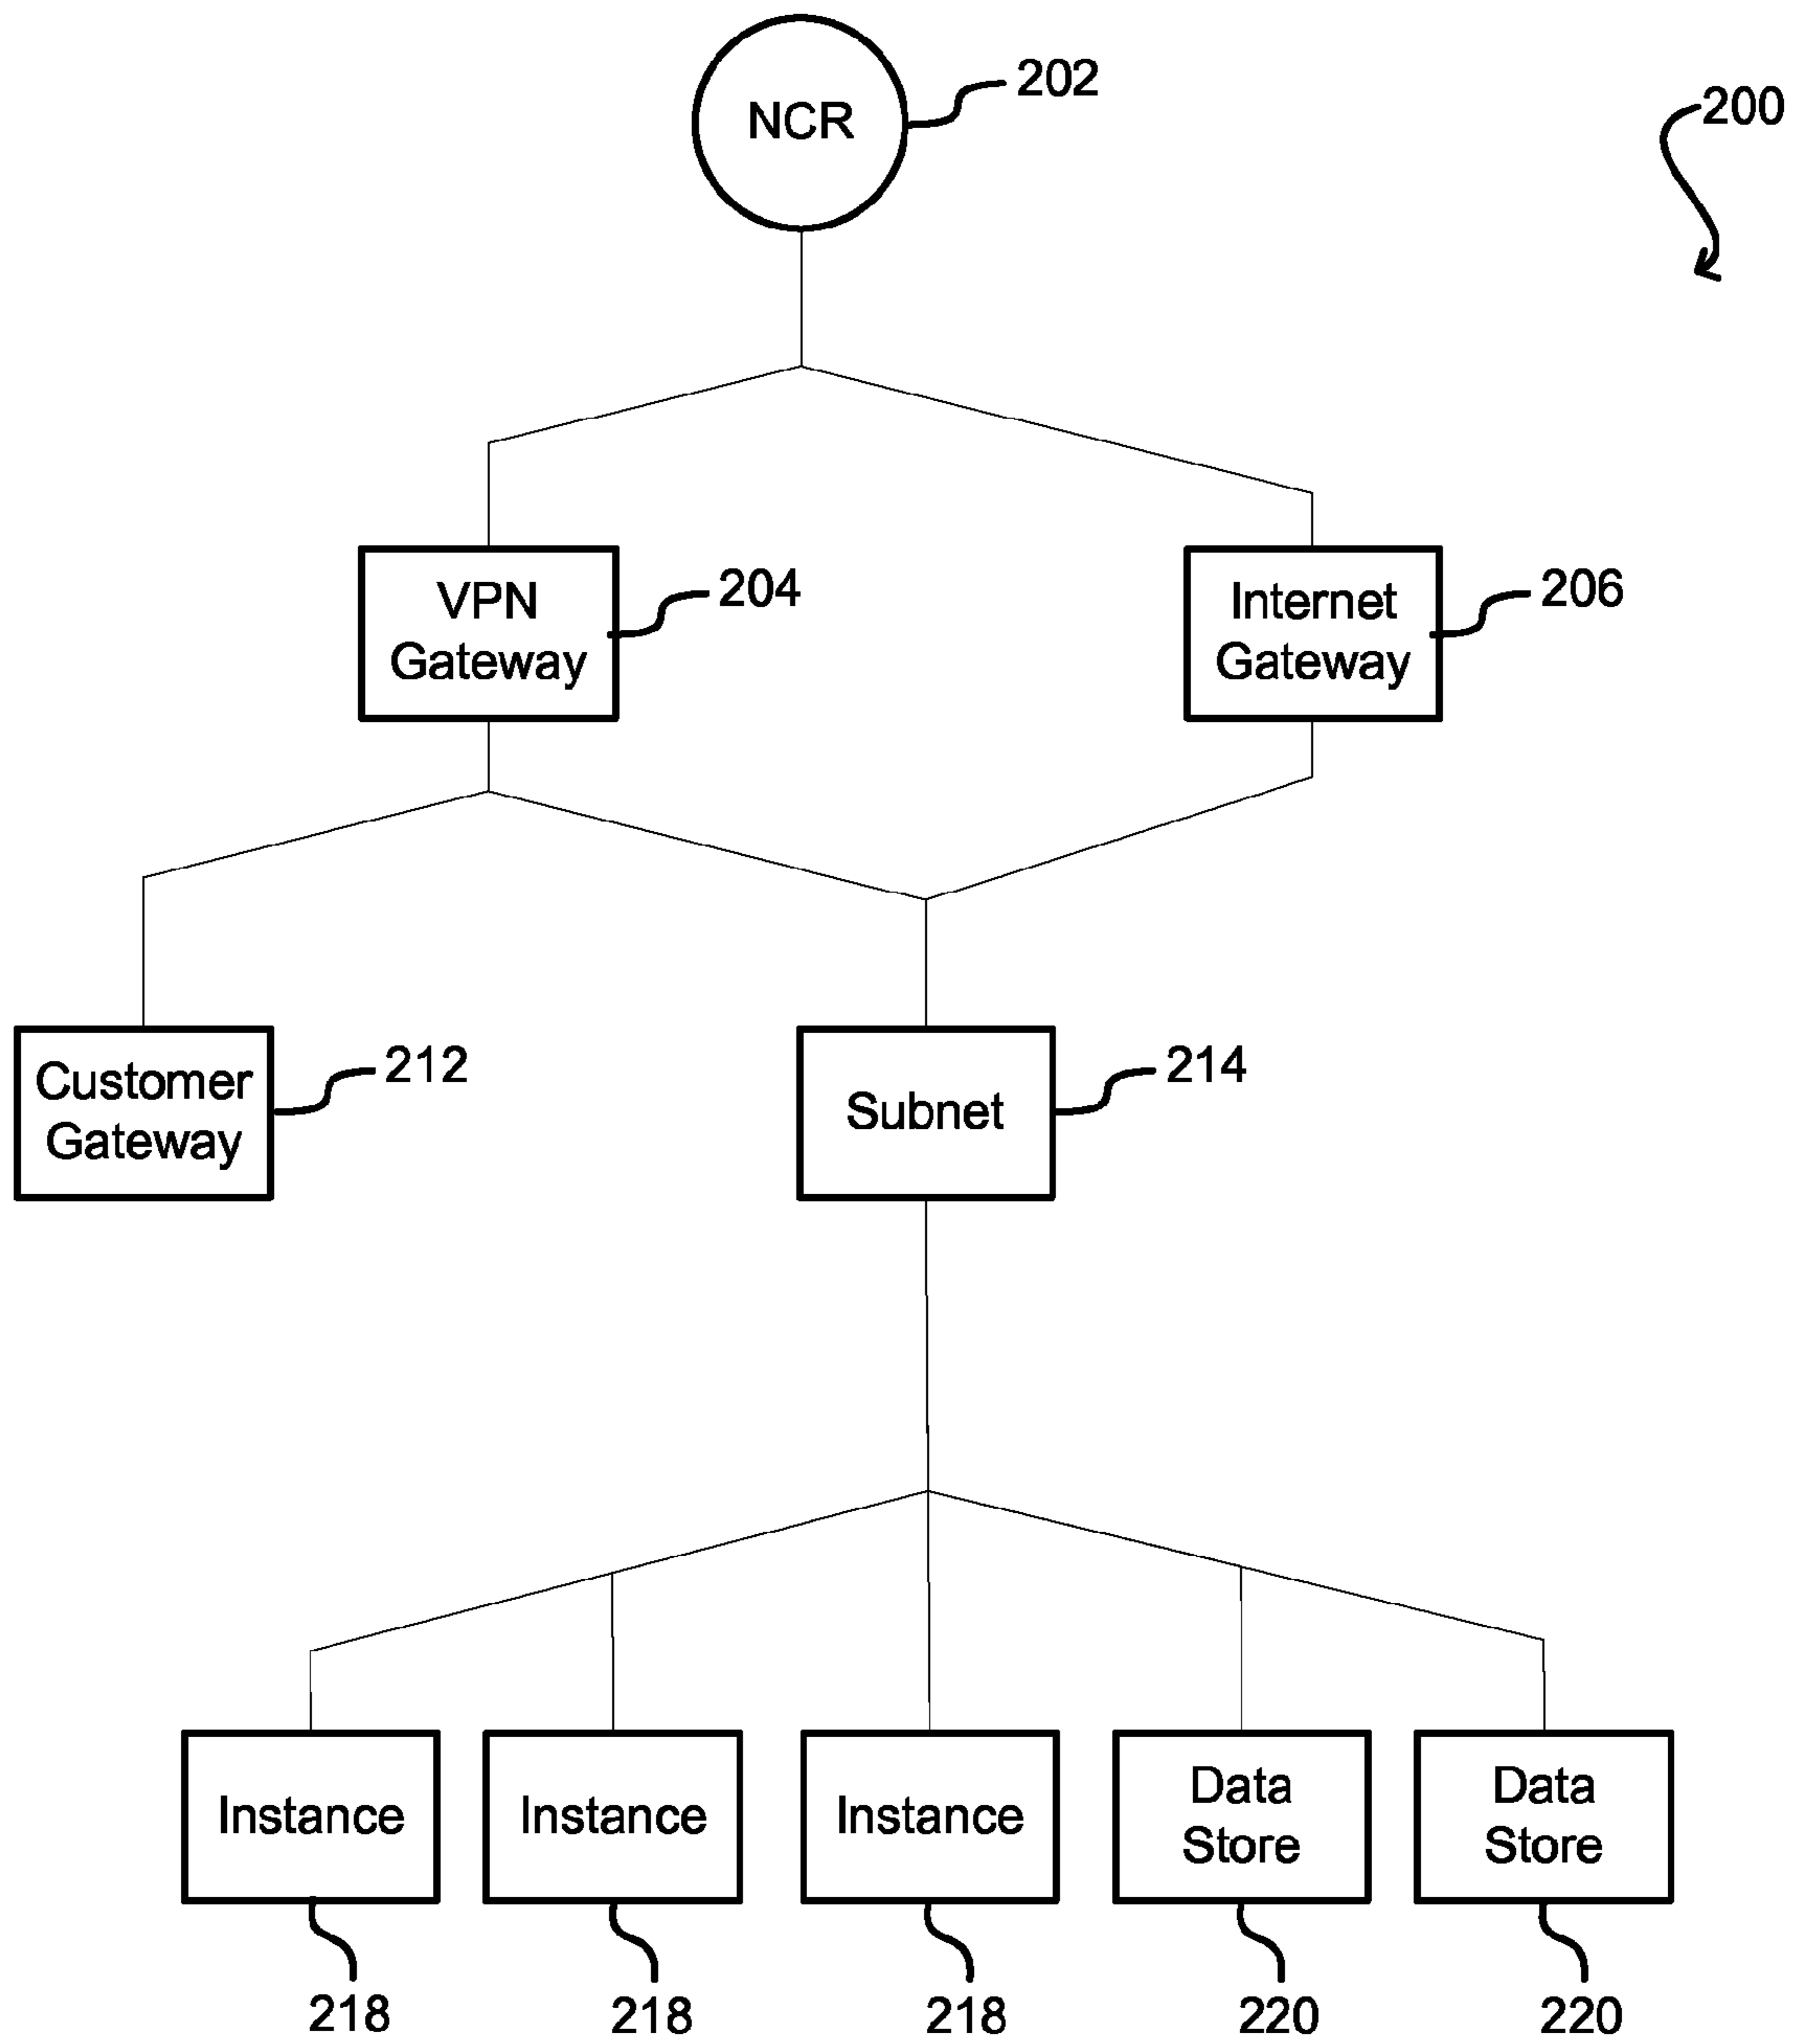 NCR
202
200
VPN
Gateway
204
Internet
Gateway
206
Customer
Gateway
212
Subnet
214
Instance
Instance
Instance
Data
Store
Data
Store
218
218
218
220
220